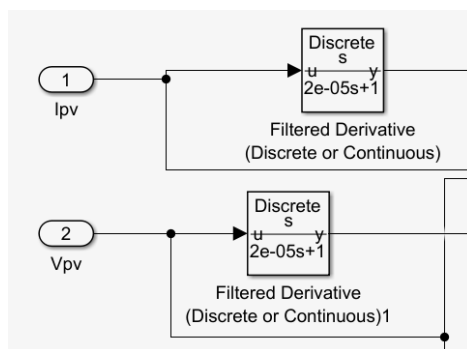 Discrete
s
u y
2e-05s+1
1
Ipv
Filtered Derivative
(Discrete or Continuous)
Discrete
s
u y
2e-05s+1
2
Vpv
Filtered Derivative
(Discrete or Continuous)1